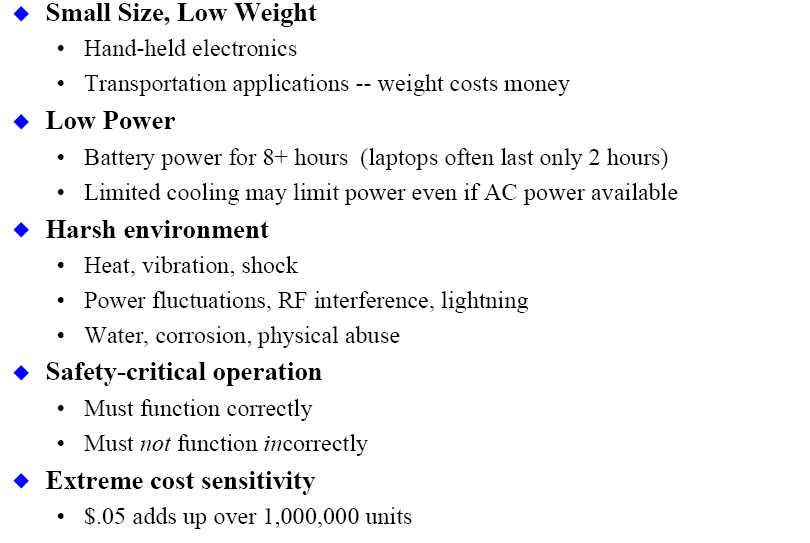 ◆ Small Size, Low Weight
• Hand-held electronics
• Transportation applications -- weight costs money
◆ Low Power
• Battery power for 8+ hours (laptops often last only 2 hours)
• Limited cooling may limit power even if AC power available
◆ Harsh environment
• Heat, vibration, shock
• Power fluctuations, RF interference, lightning
• Water, corrosion, physical abuse
◆ Safety-critical operation
• Must function correctly
• Must not function incorrectly
◆ Extreme cost sensitivity
• $.05 adds up over 1,000,000 units